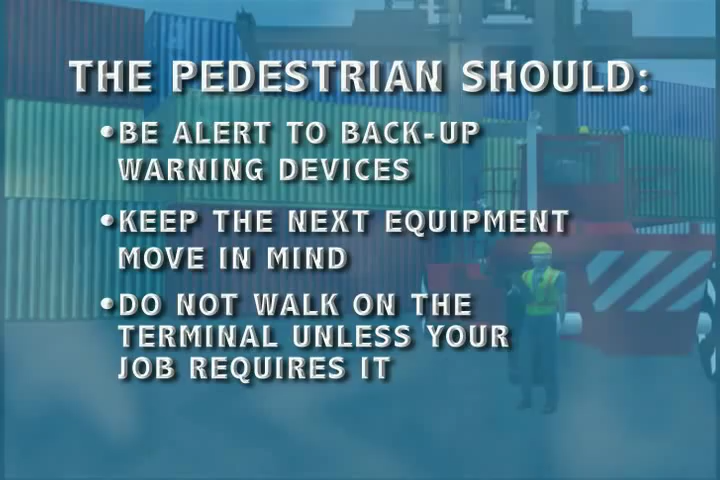 THE PEDESTRIAN SHOULD:
•BE ALERT TO BACK-UP
WARNING DEVICES
•KEEP THE NEXT EQUIPMENT
MOVE IN MIND
•DO NOT WALK ON THE
TERMINAL UNLESS YOUR
JOB REQUIRES IT